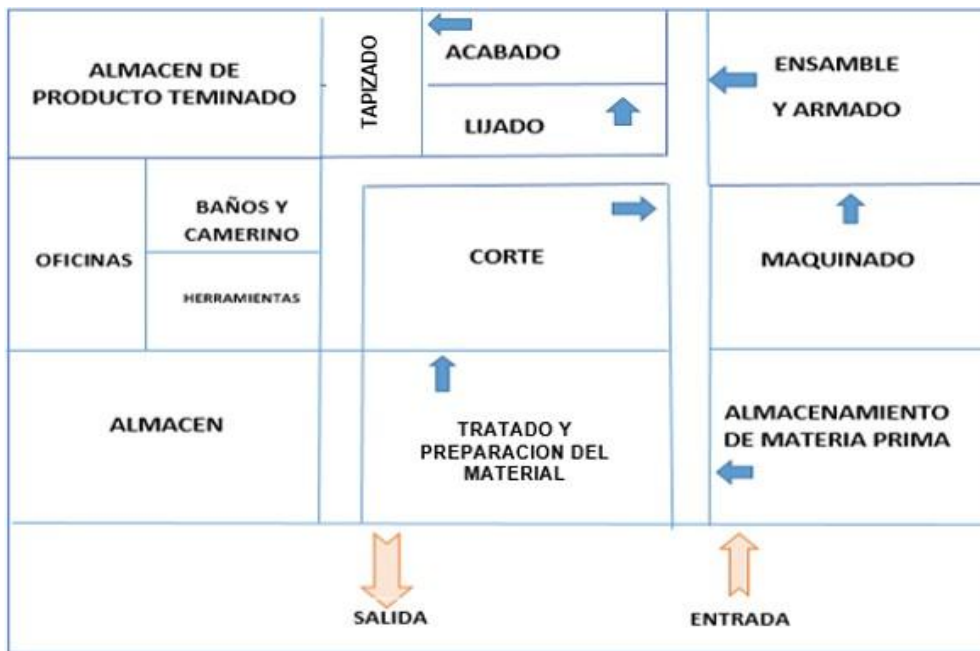 ALMACEN DE
PRODUCTO TEMINADO
TAPIZADO
ACABADO
LIJADO
ENSAMBLE
Y ARMADO
OFICINAS
BAÑOS Y
CAMERINO
HERRAMIENTAS
CORTE
MAQUINADO
ALMACEN
TRATADO Y
PREPARACION DEL
MATERIAL
ALMACENAMIENTO
DE MATERIA PRIMA
SALIDA
ENTRADA